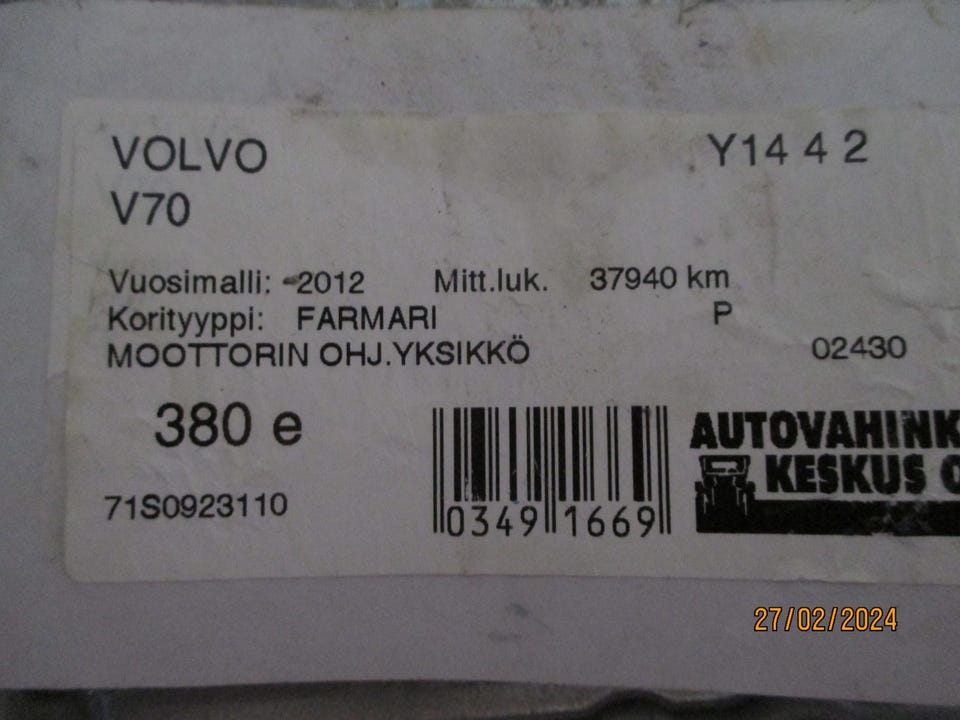 VOLVO Y14 4 2
V70
Vuosimalli: -2012 Mitt.luk. 37940 km
Korityyppi: FARMARI P
MOOTTORIN OHJ.YKSIKKÖ 02430
380 e
71S0923110
0349 1669
AUTOVAHINK
KESKUS O
27/02/2024